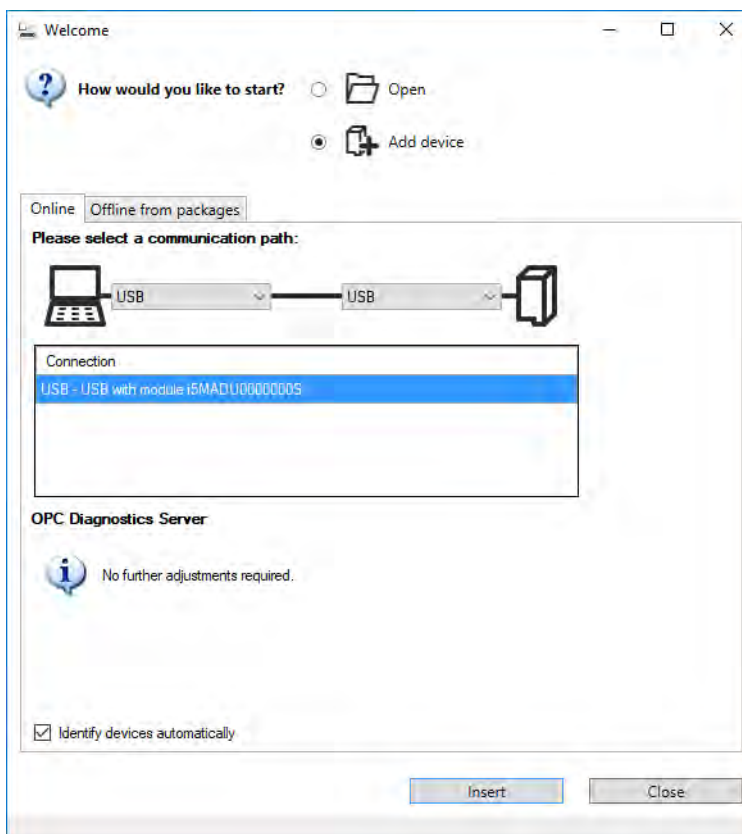 Welcome
How would you like to start?
Open
Add device
Online
Offline from packages
Please select a communication path:
USB
USB
Connection
USB - USB with module i5MADU0000000S
OPC Diagnostics Server
No further adjustments required.
Identify devices automatically
Insert
Close